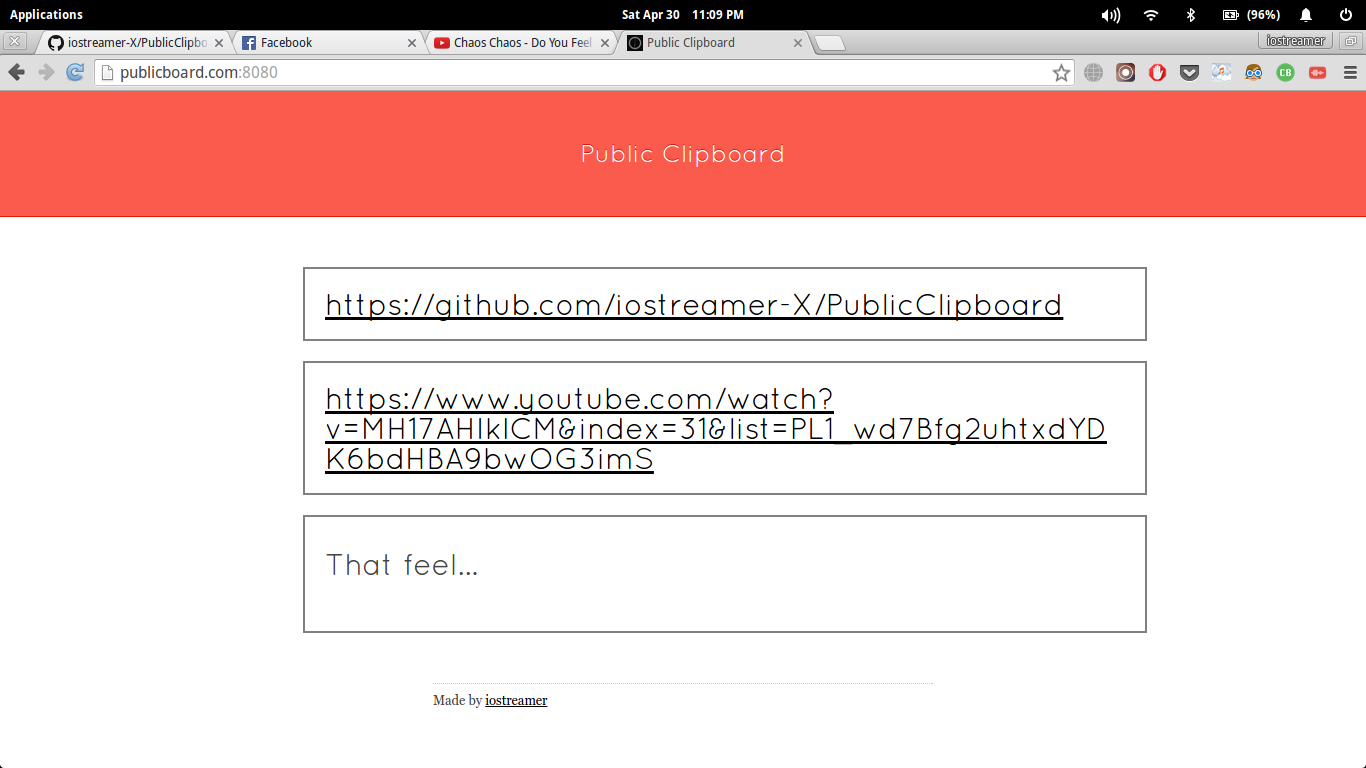 Applications
Sat Apr 30 11:09 PM
(96%)
iostreamer-X/PublicClipbo
Facebook
Chaos Chaos - Do You Feel
Public Clipboard
iostreamer
publicboard.com:8080
CB
Public Clipboard
https://github.com/iostreamer-X/PublicClipboard
https://www.youtube.com/watch?
v=MH17AHIkICM&index=31&list=PL1_wd7Bfg2uhtxdYD
K6bdHBA9bwOG3imS
That feel...
Made by iostreamer